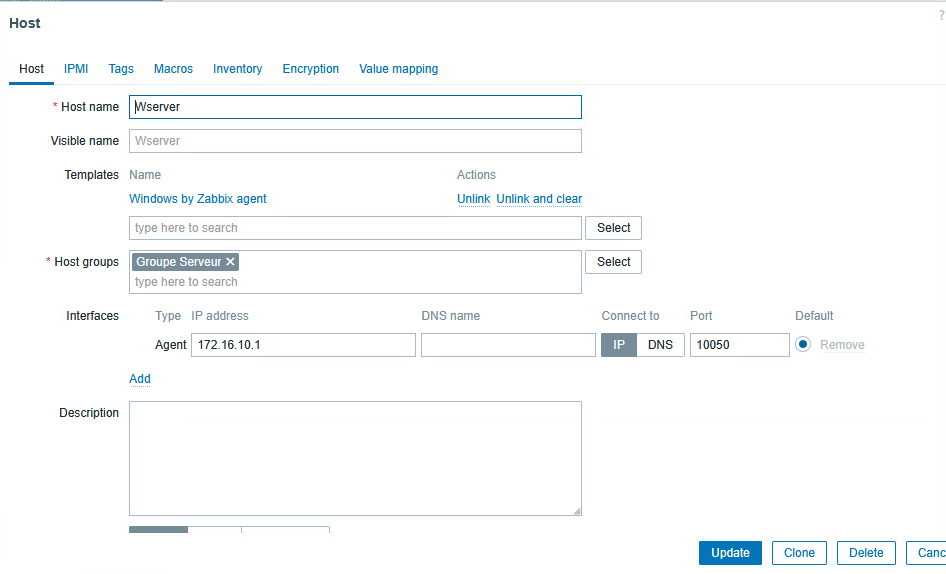 ?
Host
Host IPMI Tags Macros Inventory Encryption Value mapping
* Host name Wserver
Visible name Wserver
Templates Name Actions
Windows by Zabbix agent Unlink Unlink and clear
type here to search Select
* Host groups Groupe Serveur ✕ Select
type here to search
Interfaces Type IP address DNS name Connect to Port Default
Agent 172.16.10.1 IP DNS 10050 Remove
Add
Description
Update Clone Delete Canc